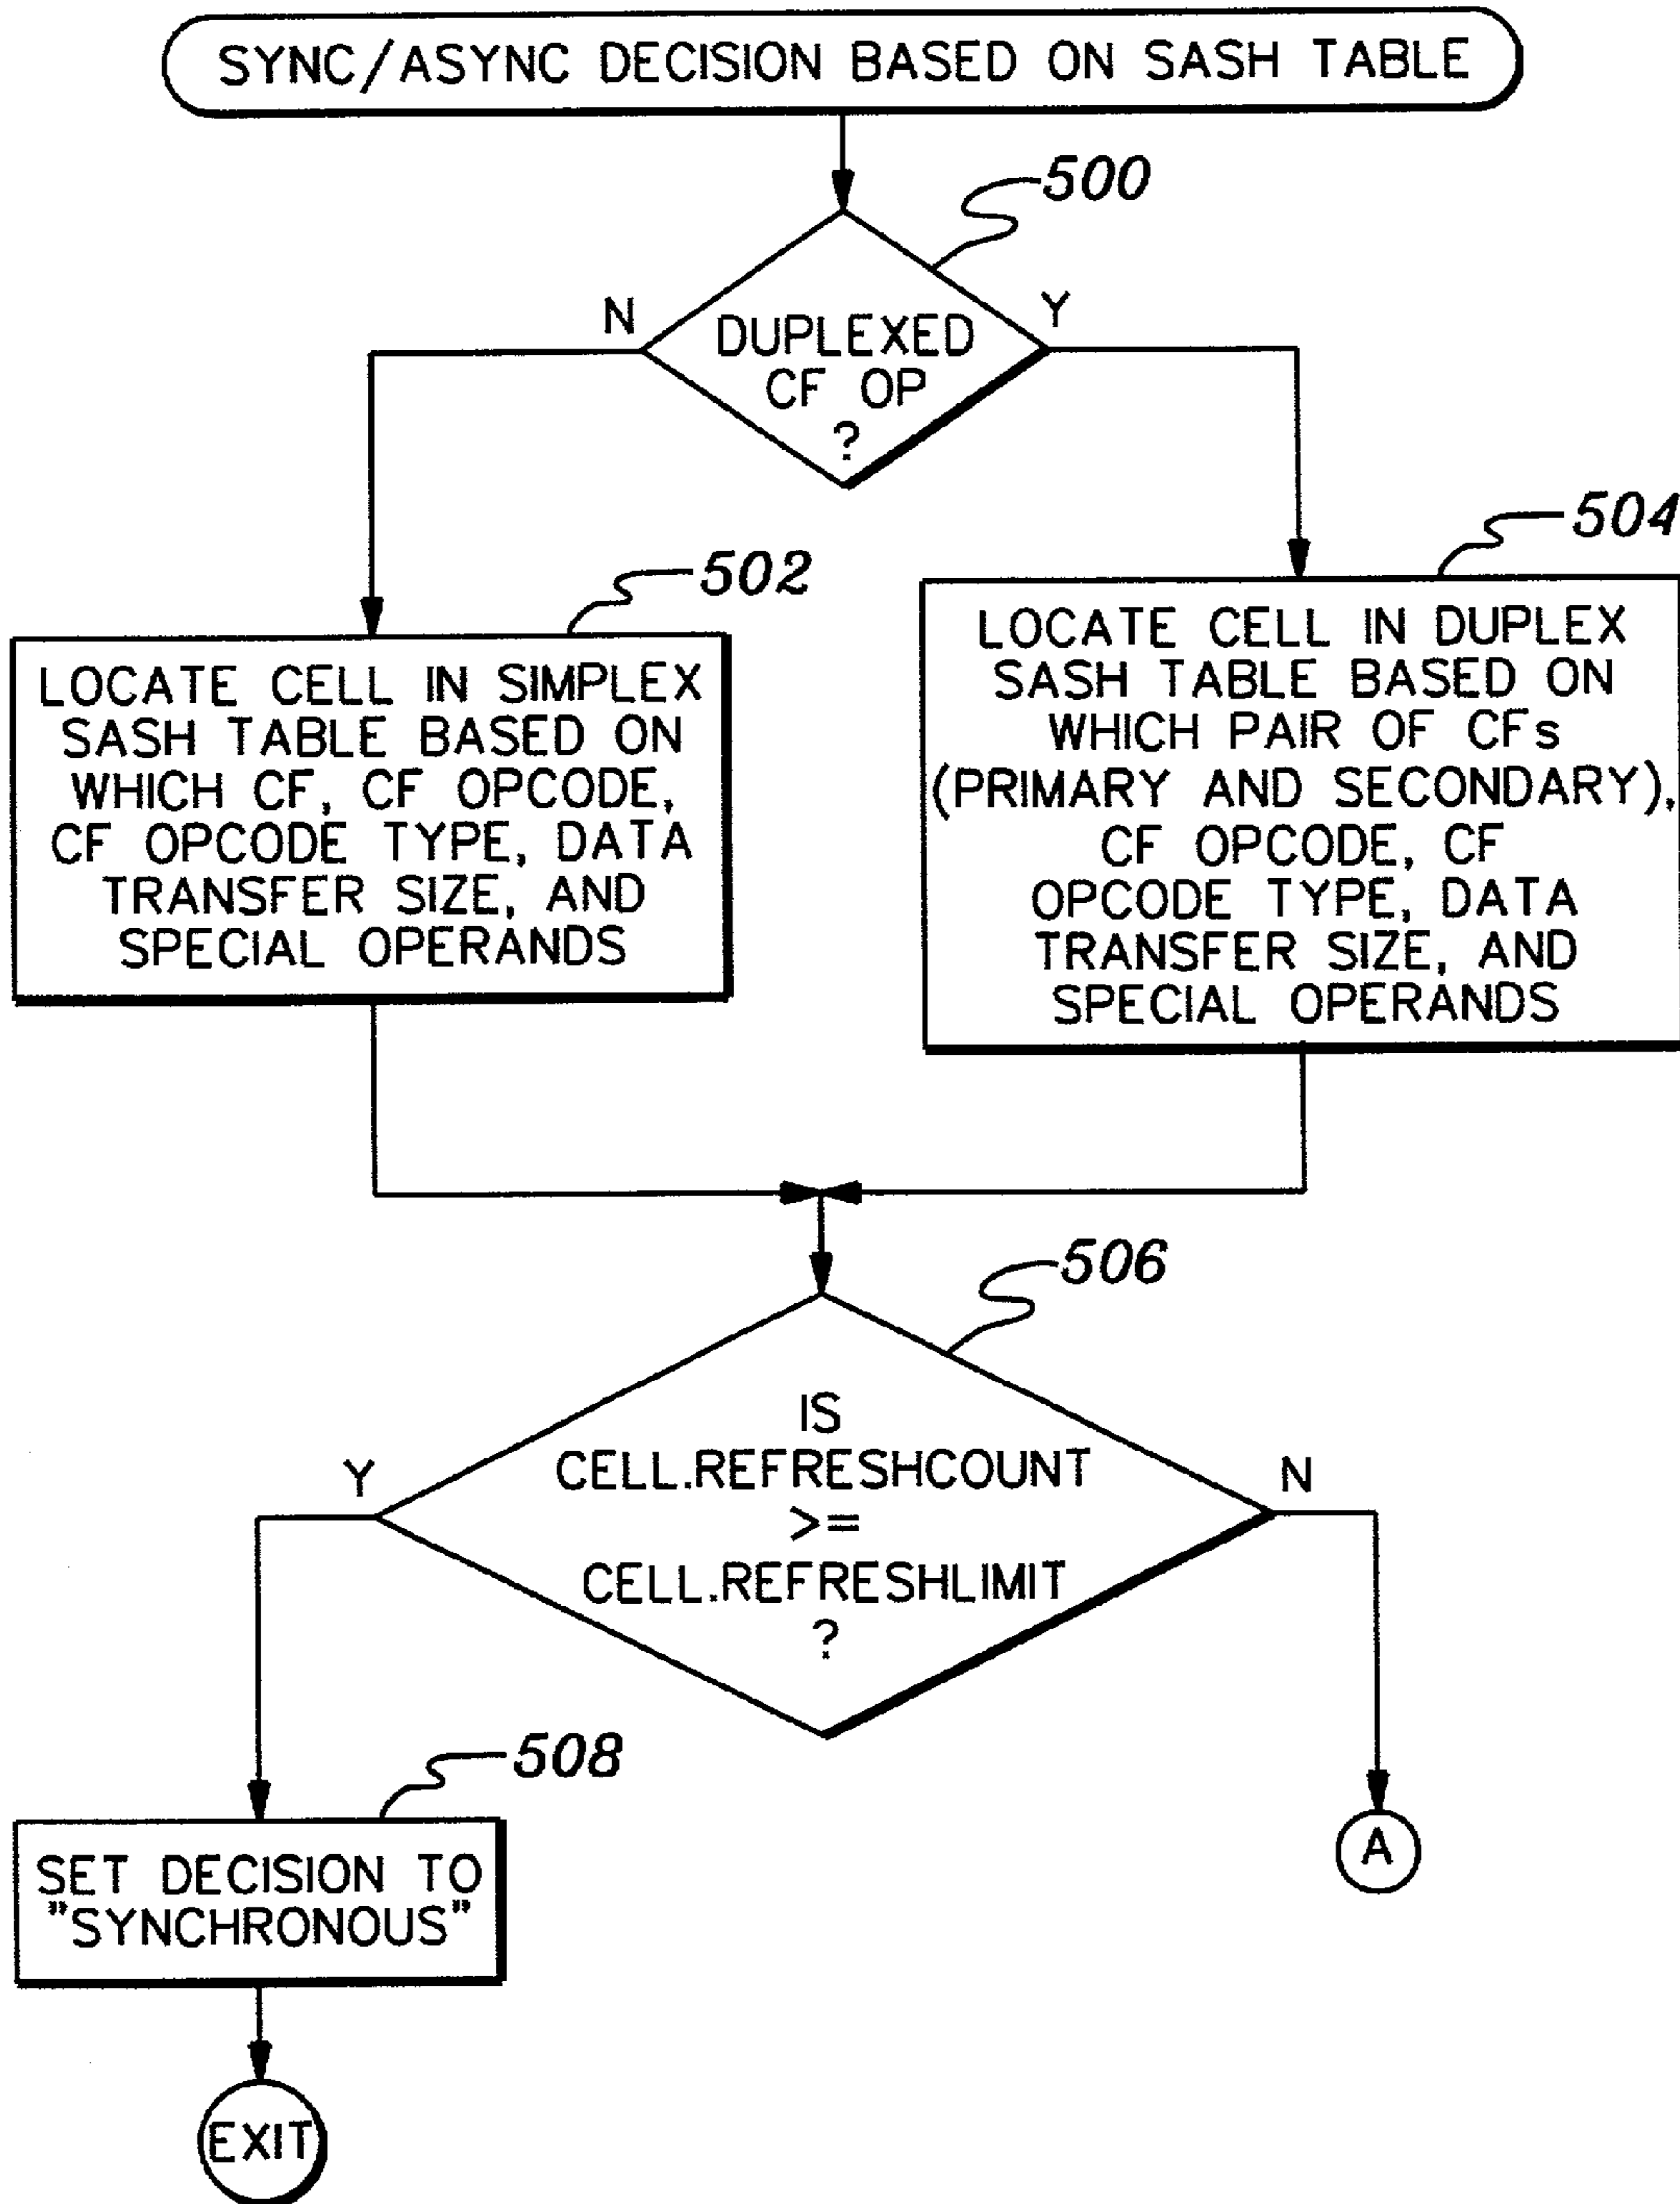 SYNC/ASYNC DECISION BASED ON SASH TABLE
500
N
Y
DUPLEXED
CF OP
?
502
504
LOCATE CELL IN SIMPLEX
SASH TABLE BASED ON
WHICH CF, CF OPCODE,
CF OPCODE TYPE, DATA
TRANSFER SIZE, AND
SPECIAL OPERANDS
LOCATE CELL IN DUPLEX
SASH TABLE BASED ON
WHICH PAIR OF CFs
(PRIMARY AND SECONDARY),
CF OPCODE, CF
OPCODE TYPE, DATA
TRANSFER SIZE, AND
SPECIAL OPERANDS
506
IS
CELL.REFRESHCOUNT
>=
CELL.REFRESHLIMIT
?
Y
N
508
SET DECISION TO
"SYNCHRONOUS"
A
EXIT